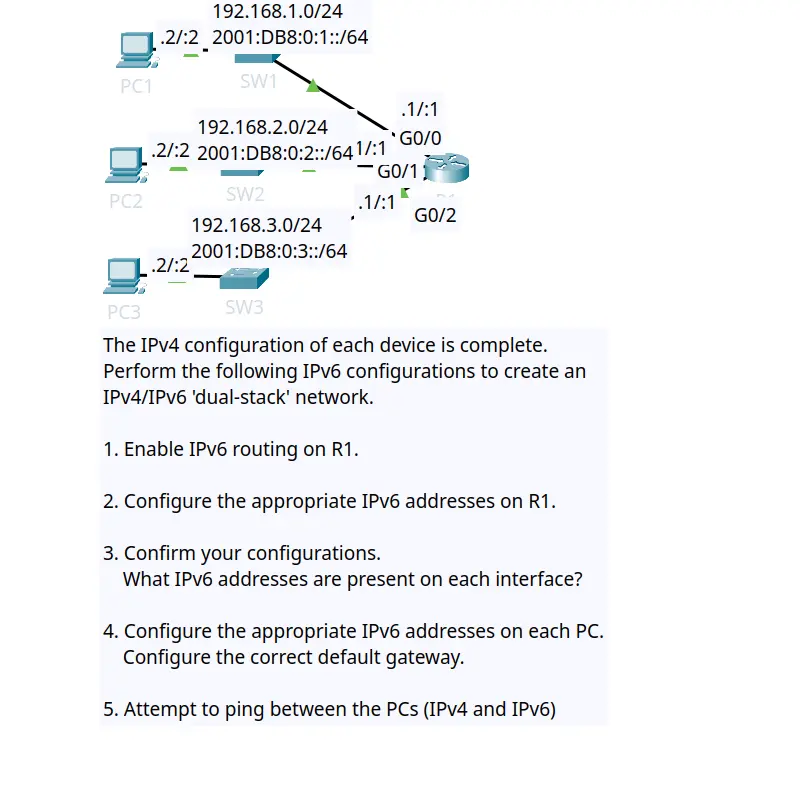 192.168.1.0/24
.2/:2
2001:DB8:0:1::/64
PC1
SW1
.1/:1
192.168.2.0/24
G0/0
.2/:2
2001:DB8:0:2::/64
1/:1
G0/1
PC2
SW2
.1/:1
G0/2
192.168.3.0/24
2001:DB8:0:3::/64
.2/:2
PC3
SW3
The IPv4 configuration of each device is complete.
Perform the following IPv6 configurations to create an
IPv4/IPv6 'dual-stack' network.
1. Enable IPv6 routing on R1.
2. Configure the appropriate IPv6 addresses on R1.
3. Confirm your configurations.
What IPv6 addresses are present on each interface?
4. Configure the appropriate IPv6 addresses on each PC.
Configure the correct default gateway.
5. Attempt to ping between the PCs (IPv4 and IPv6)